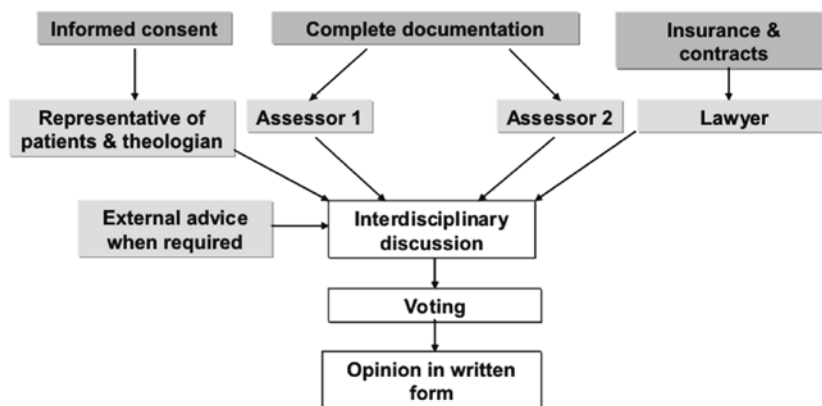 Informed consent
Complete documentation
Insurance &
contracts
Representative of
patients & theologian
Assessor 1
Assessor 2
Lawyer
External advice
when required
Interdisciplinary
discussion
Voting
Opinion in written
form